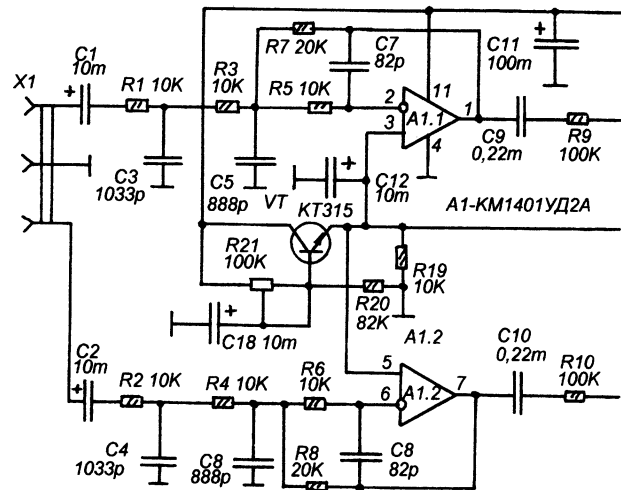 X1
C1
10m
+
R1 10K
R3
10K
R7 20K
R5 10K
C7
82p
C11
100m
+
2
3
11
4
1
A1.1
C9
0,22m
R9
100K
C3
1033p
C5
888p
VT
KT315
+
C12
10m
A1-КМ1401УД2А
R21
100K
+
C18 10m
R20
82K
R19
10K
A1.2
C2
10m
+
R2 10K
R4 10K
R6
10K
5
6
7
A1.2
C10
0,22m
R10
100K
C4
1033p
C8
888p
R8
20K
C8
82p